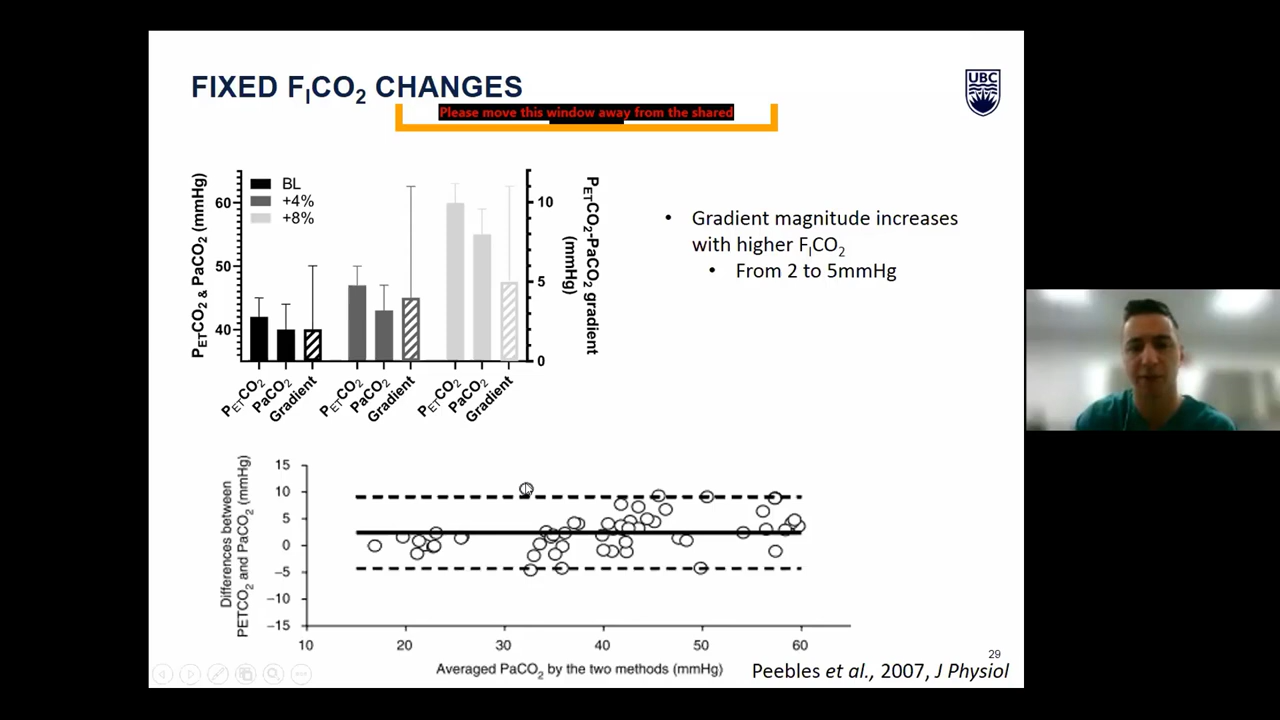 FIXED FICO2 CHANGES
UBC
Please move this window away from the shared
BL
+4%
+8%
PETCO2 & PaCO2 (mmHg)
60
50
40
10
5
0
PETCO2-PaCO2 gradient
(mmHg)
PETCO2
PaCO2
Gradient
PETCO2
PaCO2
Gradient
PETCO2
PaCO2
Gradient
• Gradient magnitude increases
with higher FICO2
• From 2 to 5mmHg
Differences between
PETCO2 and PaCO2 (mmHg)
15
10
5
0
−5
−10
−15
10
20
30
40
50
60
Averaged PaCO2 by the two methods (mmHg)
29
Peebles et al., 2007, J Physiol